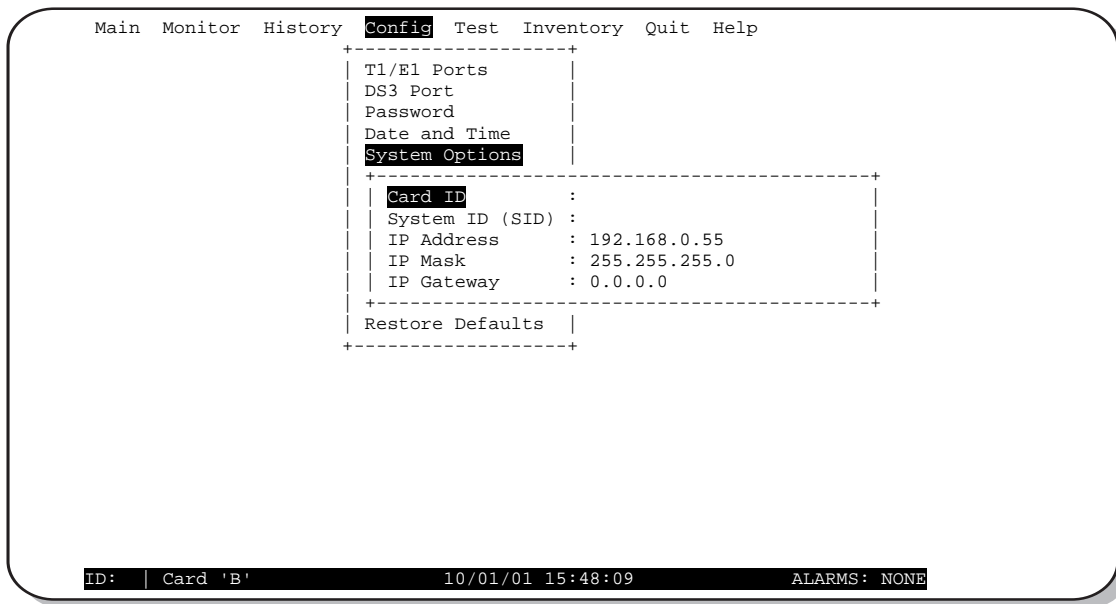 Main Monitor History Config Test Inventory Quit Help
T1/E1 Ports
DS3 Port
Password
Date and Time
System Options
Card ID :
System ID (SID) :
IP Address : 192.168.0.55
IP Mask : 255.255.255.0
IP Gateway : 0.0.0.0
Restore Defaults
ID: | Card 'B' 10/01/01 15:48:09 ALARMS: NONE